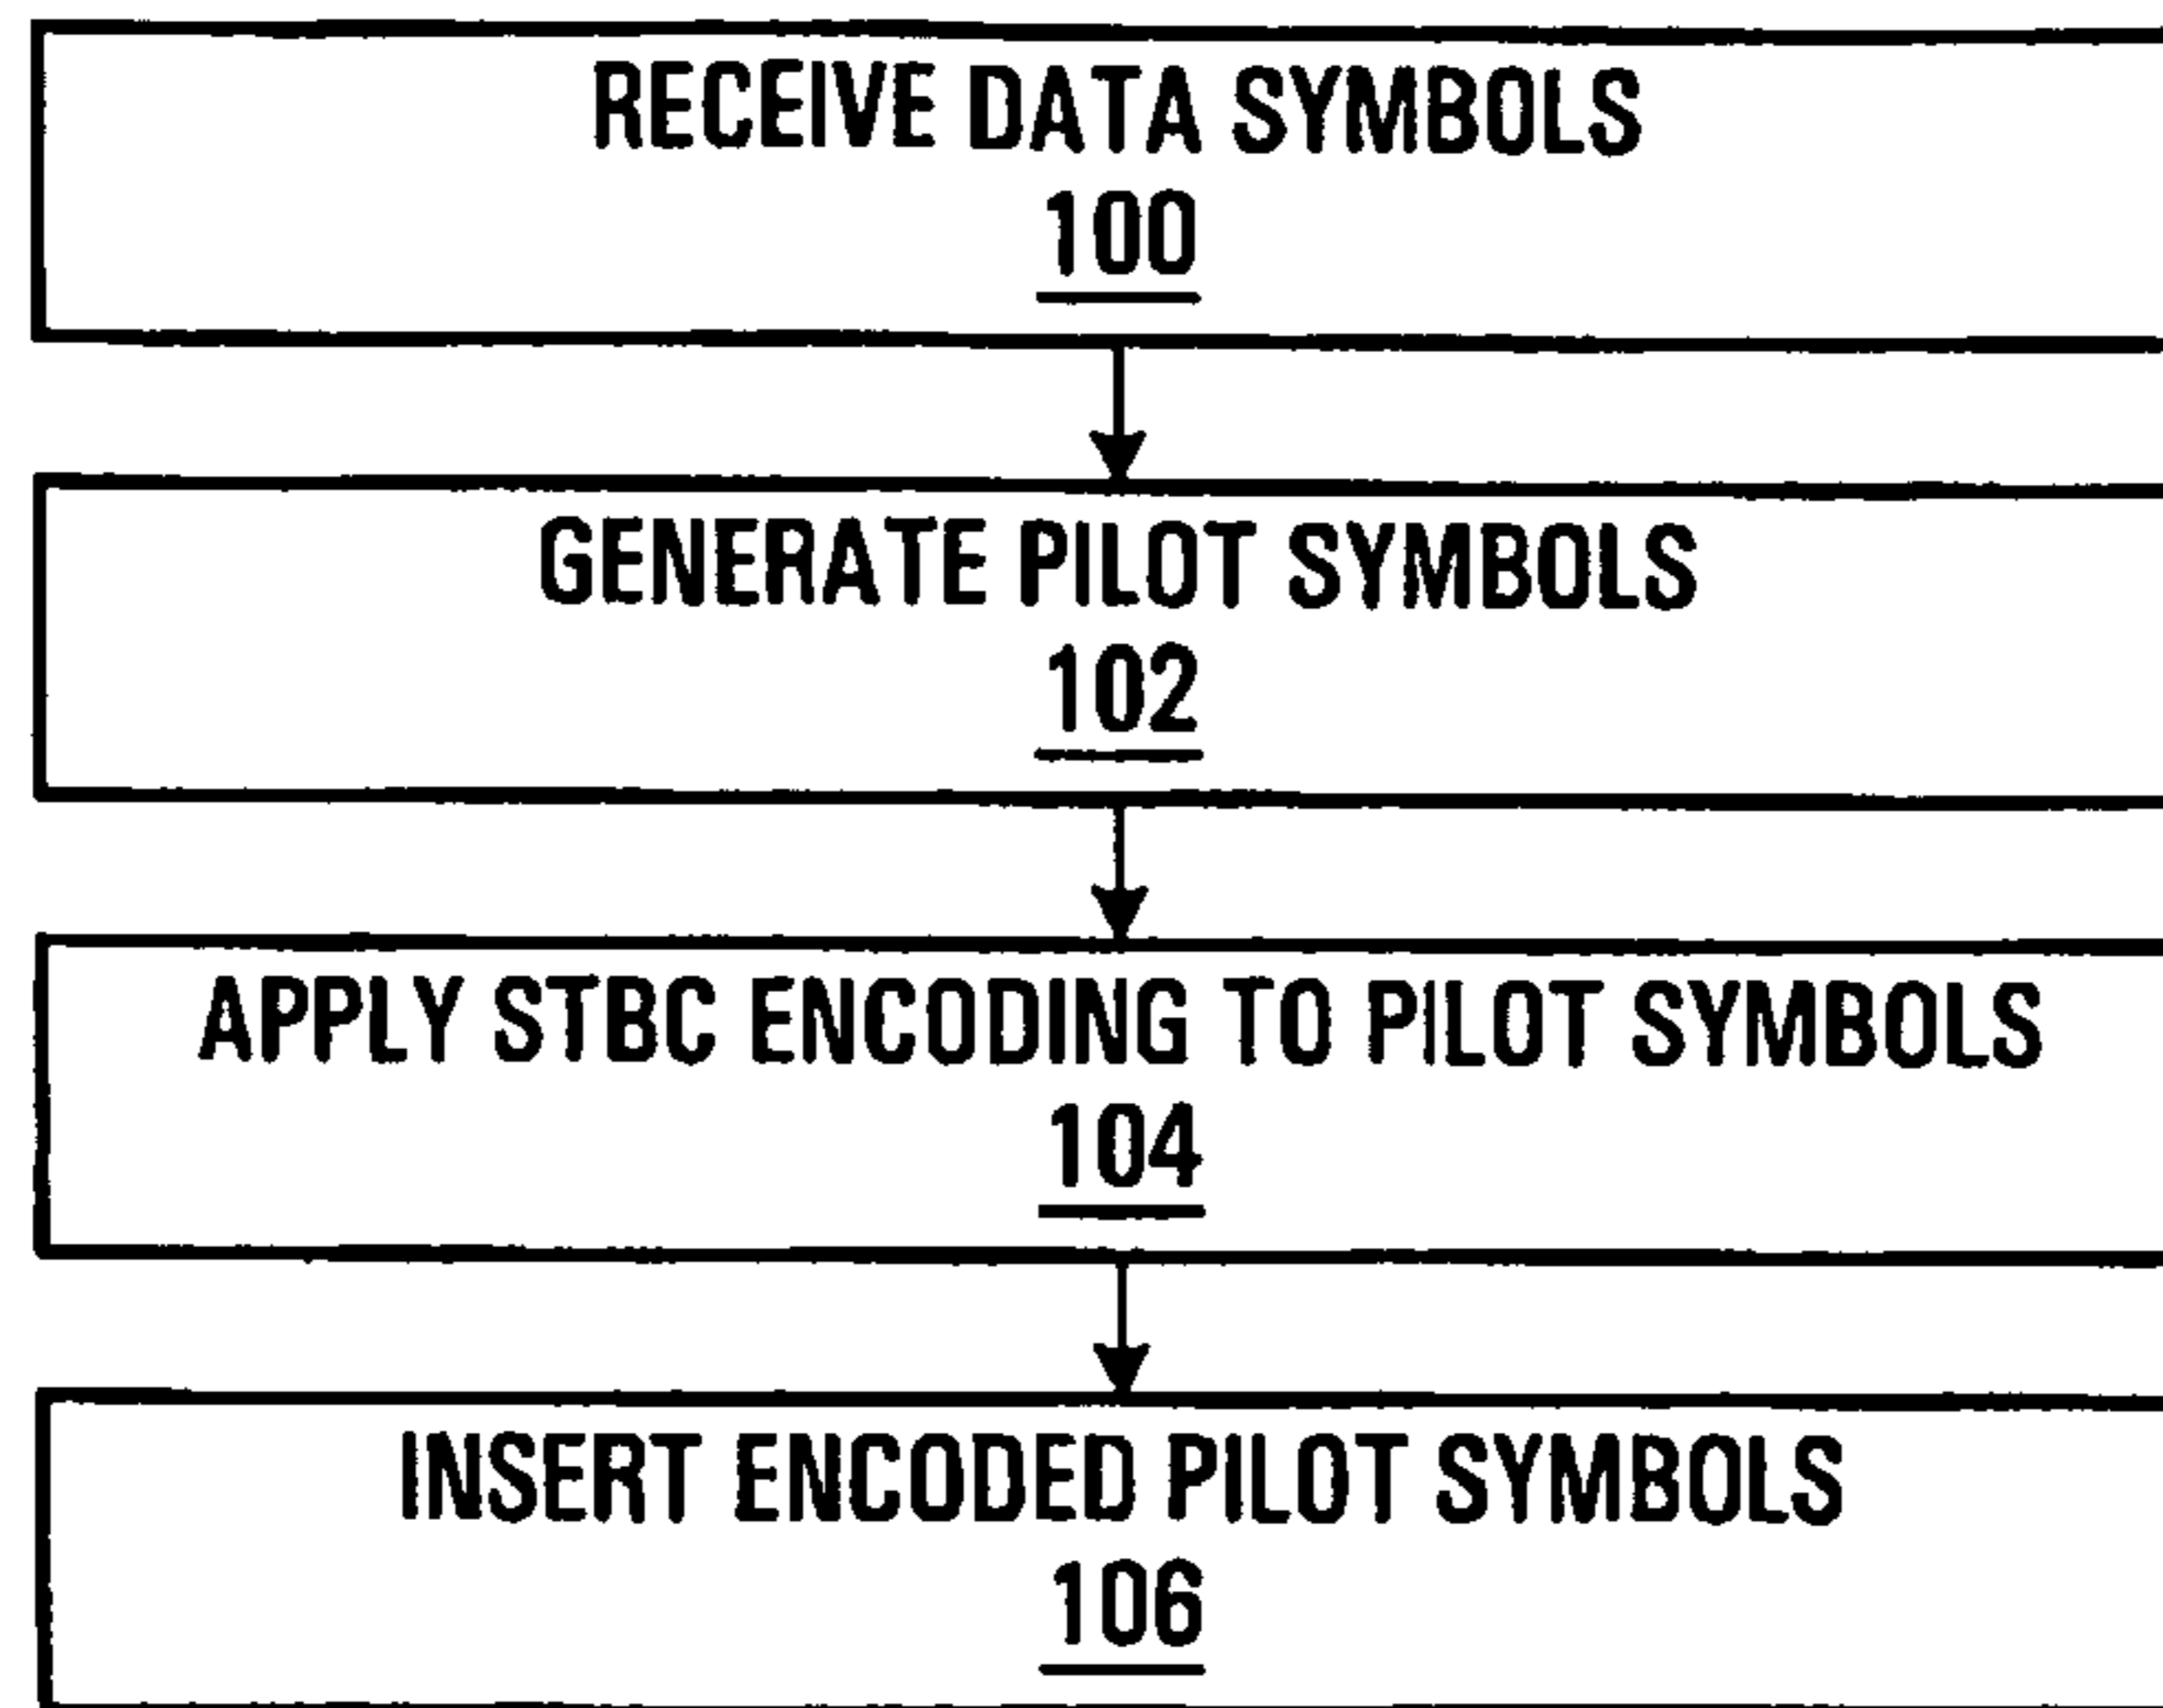 RECEIVE DATA SYMBOLS
100
GENERATE PILOT SYMBOLS
102
APPLY STBC ENCODING TO PILOT SYMBOLS
104
INSERT ENCODED PILOT SYMBOLS
106